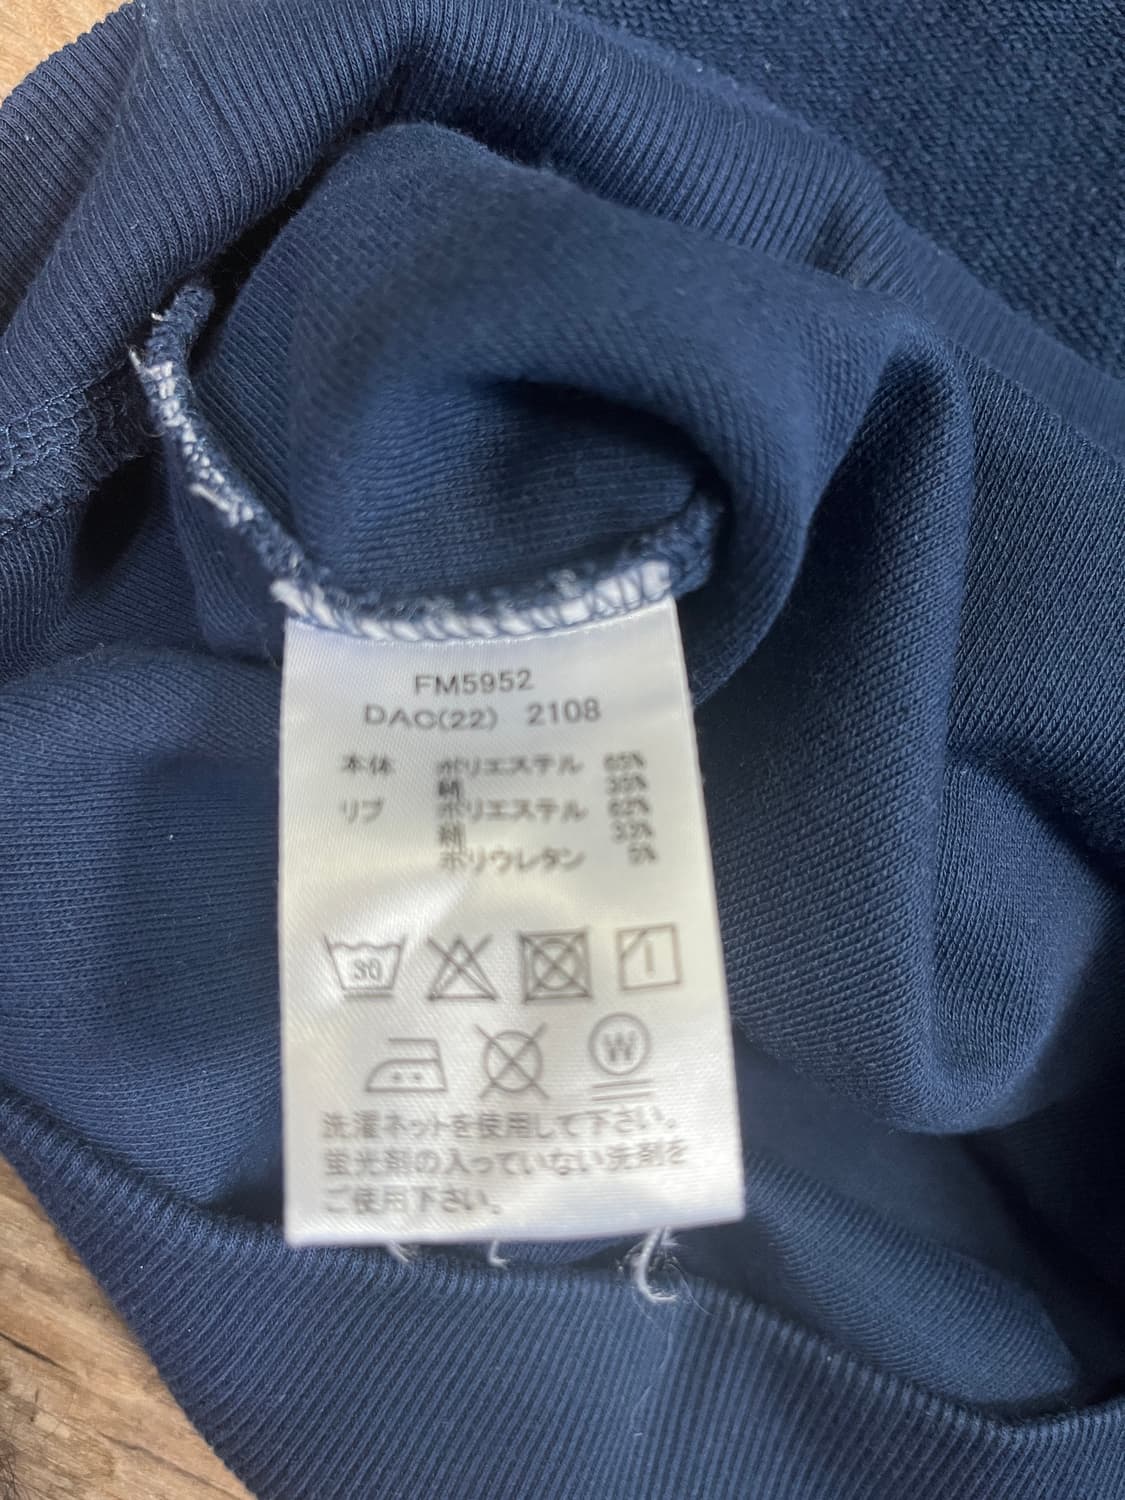 FM5952
DAC(22) 2108
本体 ポリエステル 65%
綿 35%
リブ ポリエステル 62%
綿 33%
ポリウレタン 5%
30
W
洗濯ネットを使用して下さい。
蛍光剤の入っていない洗剤を
ご使用下さい。